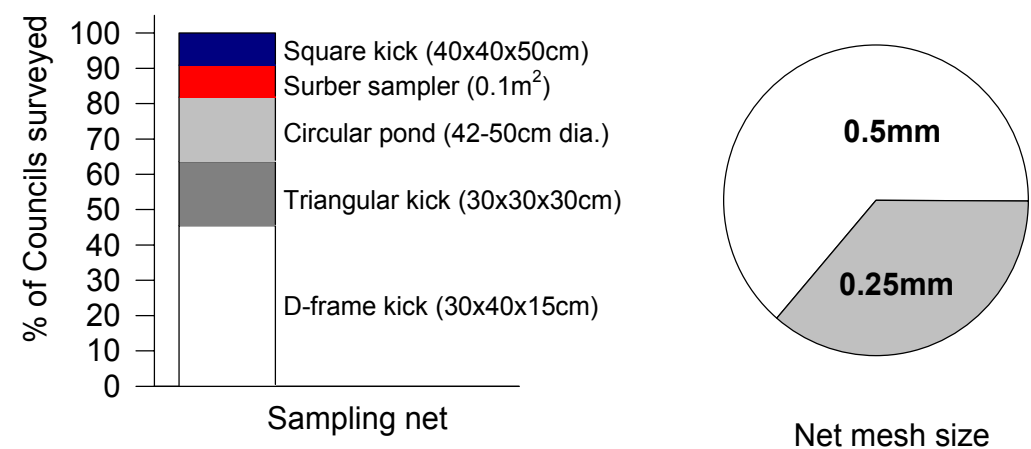 % of Councils surveyed
100
90
80
70
60
50
40
30
20
10
0
Square kick (40x40x50cm)
Surber sampler (0.1m²)
Circular pond (42-50cm dia.)
Triangular kick (30x30x30cm)
D-frame kick (30x40x15cm)
Sampling net
0.5mm
0.25mm
Net mesh size